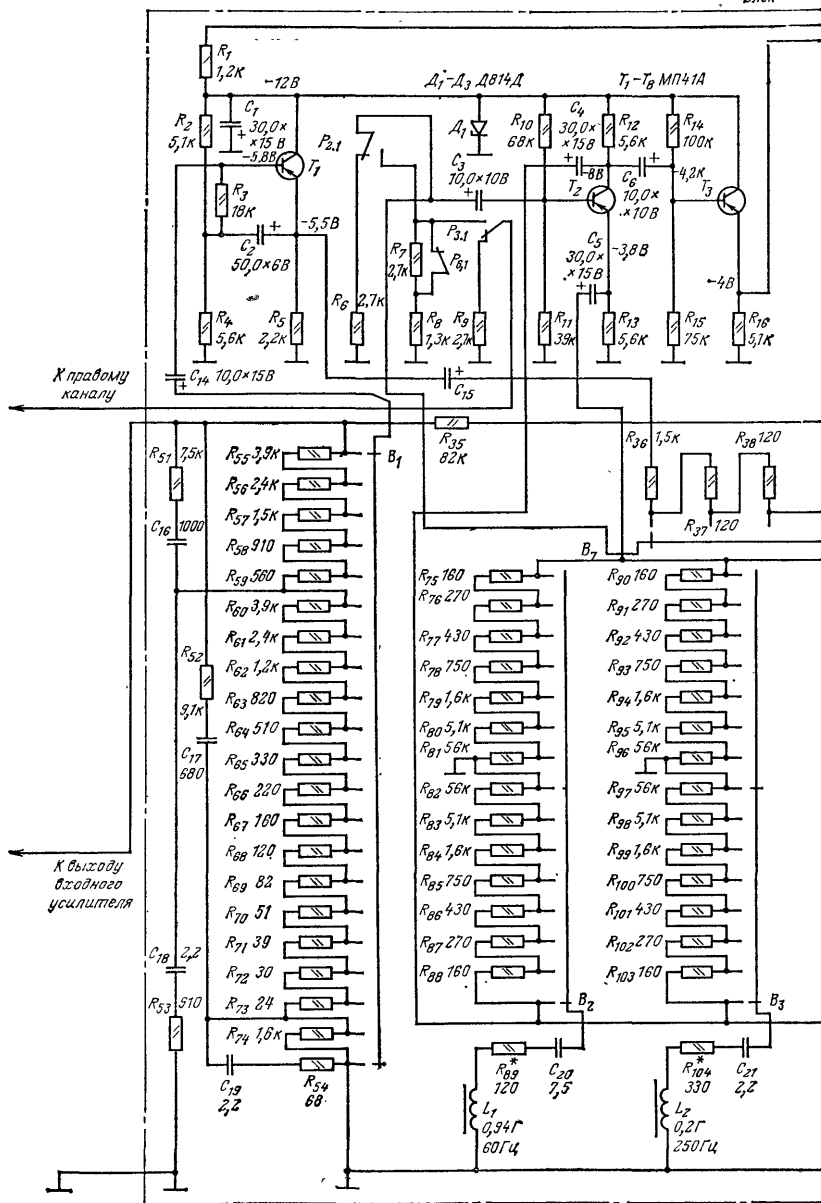 Блок
R1
1,2К
-12В
Д1-Д3 Д814Д
Т1-Т8 МП41А
R2
5,1К
C1
30,0×
×15В
-5,8В
Т1
P2.1
Д1
R10
68К
C4
30,0×
×15В
R12
5,6К
R14
100К
C3
10,0×10В
-8В
C6
-4,2К
Т2
10,0×
×10В
Т3
R3
18К
-5,5В
C2
50,0×6В
R7
2,7К
P3.1
P6.1
C5
30,0×
×15В
-3,8В
-4В
R4
5,6К
R5
2,2К
R6
2,7К
R8
1,3К
R9
2,7К
R11
39К
R13
5,6К
R15
75К
R16
5,1К
К правому
каналу
C14 10,0×15В
C15
R51
7,5К
R35
82К
R36 1,5К
R38 120
R37 120
C16 1000
R52
9,1К
C17
680
К выходу
входного
усилителя
C18 2,2
R53 910
B1
R55 3,9К
R56 2,4К
R57 1,5К
R58 910
R59 560
R60 3,9К
R61 2,4К
R62 1,2К
R63 820
R64 510
R65 330
R66 220
R67 160
R68 120
R69 82
R70 51
R71 39
R72 30
R73 24
R74 1,6К
C19
2,2
R54
68
B7
R75 160
R76 270
R77 430
R78 750
R79 1,6К
R80 5,1К
R81 56К
R82 56К
R83 5,1К
R84 1,6К
R85 750
R86 430
R87 270
R88 160
B2
R89*
120
C20
7,5
L1
0,94Г
60Гц
R90 160
R91 270
R92 430
R93 750
R94 1,6К
R95 5,1К
R96 56К
R97 56К
R98 5,1К
R99 1,6К
R100 750
R101 430
R102 270
R103 160
B3
R104*
330
C21
2,2
L2
0,2Г
250Гц